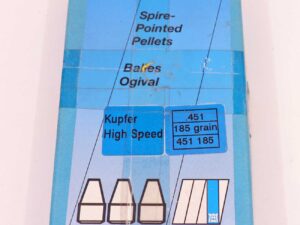 Spire-
Pointed
Pellets
Balles
Ogival
Kupfer
High Speed
.451
185 grain
451 185